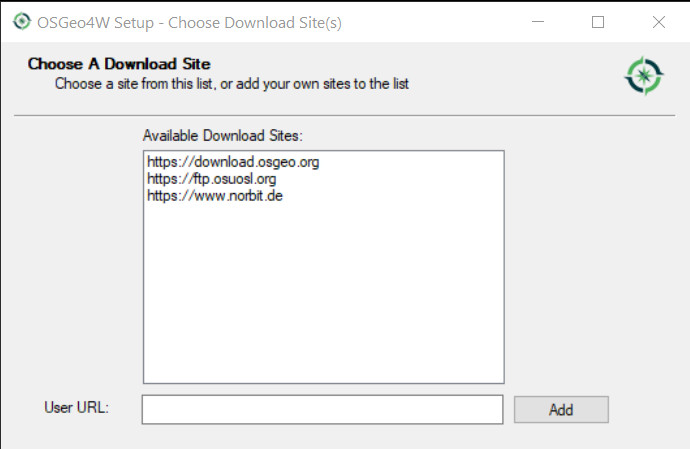 OSGeo4W Setup - Choose Download Site(s)
Choose A Download Site
Choose a site from this list, or add your own sites to the list
Available Download Sites:
https://download.osgeo.org
https://ftp.osuosl.org
https://www.norbit.de
User URL:
Add